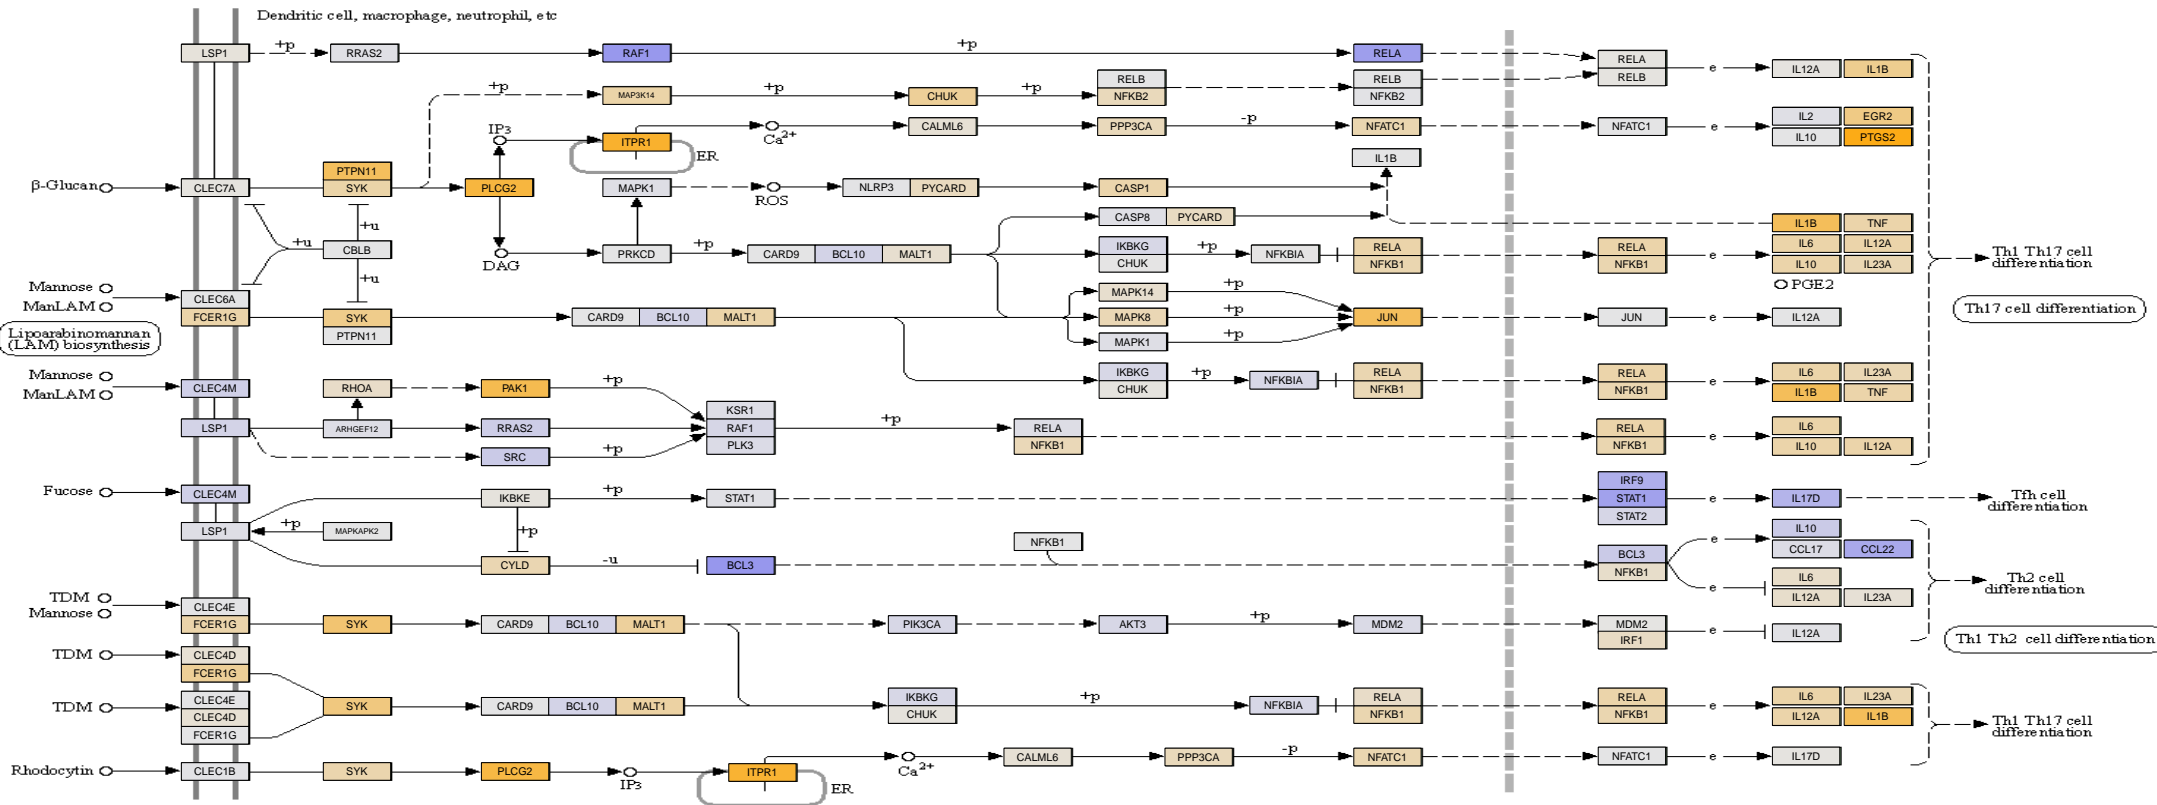 Dendritic cell, macrophage, neutrophil, etc
LSP1 +p RRAS2 RAF1 +p RELA RELA RELB e IL12A IL1B
+p MAP3K14 +p CHUK +p RELB NFKB2 RELB NFKB2
IP3 ITPR1 ER Ca2+ CALML6 PPP3CA -p NFATC1 NFATC1 e IL2 EGR2
IL10 PTGS2
IL1B
β-Glucan CLEC7A PTPN11 SYK PLCG2 MAPK1 ROS NLRP3 PYCARD CASP1
CASP8 PYCARD IL1B TNF
+u +u CBLB +u
DAG PRKCD +p CARD9 BCL10 MALT1 IKBKG CHUK +p NFKBIA RELA NFKB1 RELA NFKB1 e IL6 IL12A
IL10 IL23A
Th1 Th17 cell
differentiation
PGE2
Mannose
ManLAM
CLEC6A
FCER1G SYK PTPN11 CARD9 BCL10 MALT1 MAPK14 +p
MAPK8 +p JUN JUN e IL12A
MAPK1 +p
Th17 cell differentiation
Lipoarabinomannan
(LAM) biosynthesis
Mannose
ManLAM
CLEC4M RHOA PAK1 +p IKBKG CHUK +p NFKBIA RELA NFKB1 RELA NFKB1 e IL6 IL23A
IL1B TNF
LSP1 ARHGEF12 RRAS2 KSR1 RAF1 PLK3 +p RELA NFKB1 RELA NFKB1 e IL6
IL10 IL12A
SRC +p
Fucose CLEC4M IKBKE +p STAT1 IRF9 STAT1 STAT2 e IL17D Tfh cell
differentiation
LSP1 +p MAPKAPK2 +p
NFKB1
CYLD -u BCL3 BCL3 NFKB1 e IL10
CCL17 CCL22
e IL6
IL12A IL23A
Th2 cell
differentiation
TDM
Mannose
CLEC4E
FCER1G SYK CARD9 BCL10 MALT1 PIK3CA AKT3 +p MDM2 MDM2 IRF1 e IL12A
Th1 Th2 cell differentiation
TDM CLEC4D
FCER1G
TDM CLEC4E
CLEC4D
FCER1G
SYK CARD9 BCL10 MALT1 IKBKG CHUK +p NFKBIA RELA NFKB1 RELA NFKB1 e IL6 IL23A
IL12A IL1B
Th1 Th17 cell
differentiation
Rhodocytin CLEC1B SYK PLCG2 IP3 ITPR1 ER Ca2+ CALML6 PPP3CA -p NFATC1 NFATC1 e IL17D